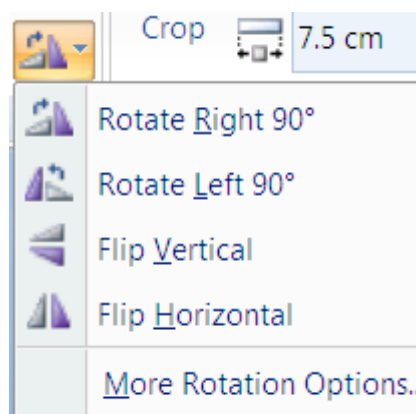 Crop
7.5 cm
Rotate Right 90°
Rotate Left 90°
Flip Vertical
Flip Horizontal
More Rotation Options..